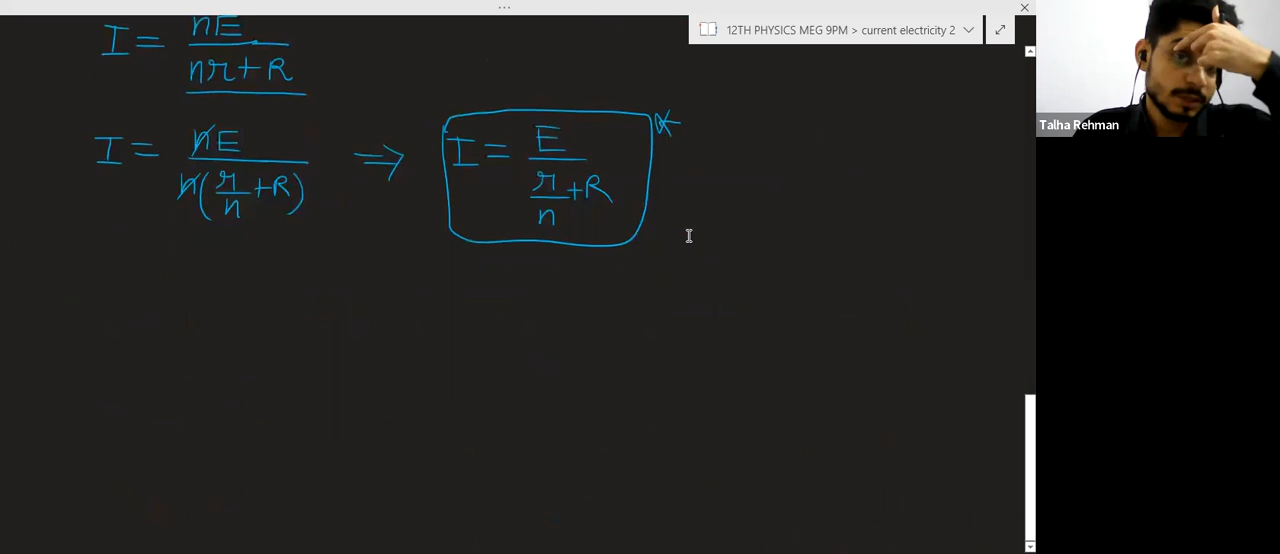 12TH PHYSICS MEG 9PM > current electricity 2
Talha Rehman
I = nE / nr + R
I = nE / n(r/n + R) ⇒ I = E / r/n + R